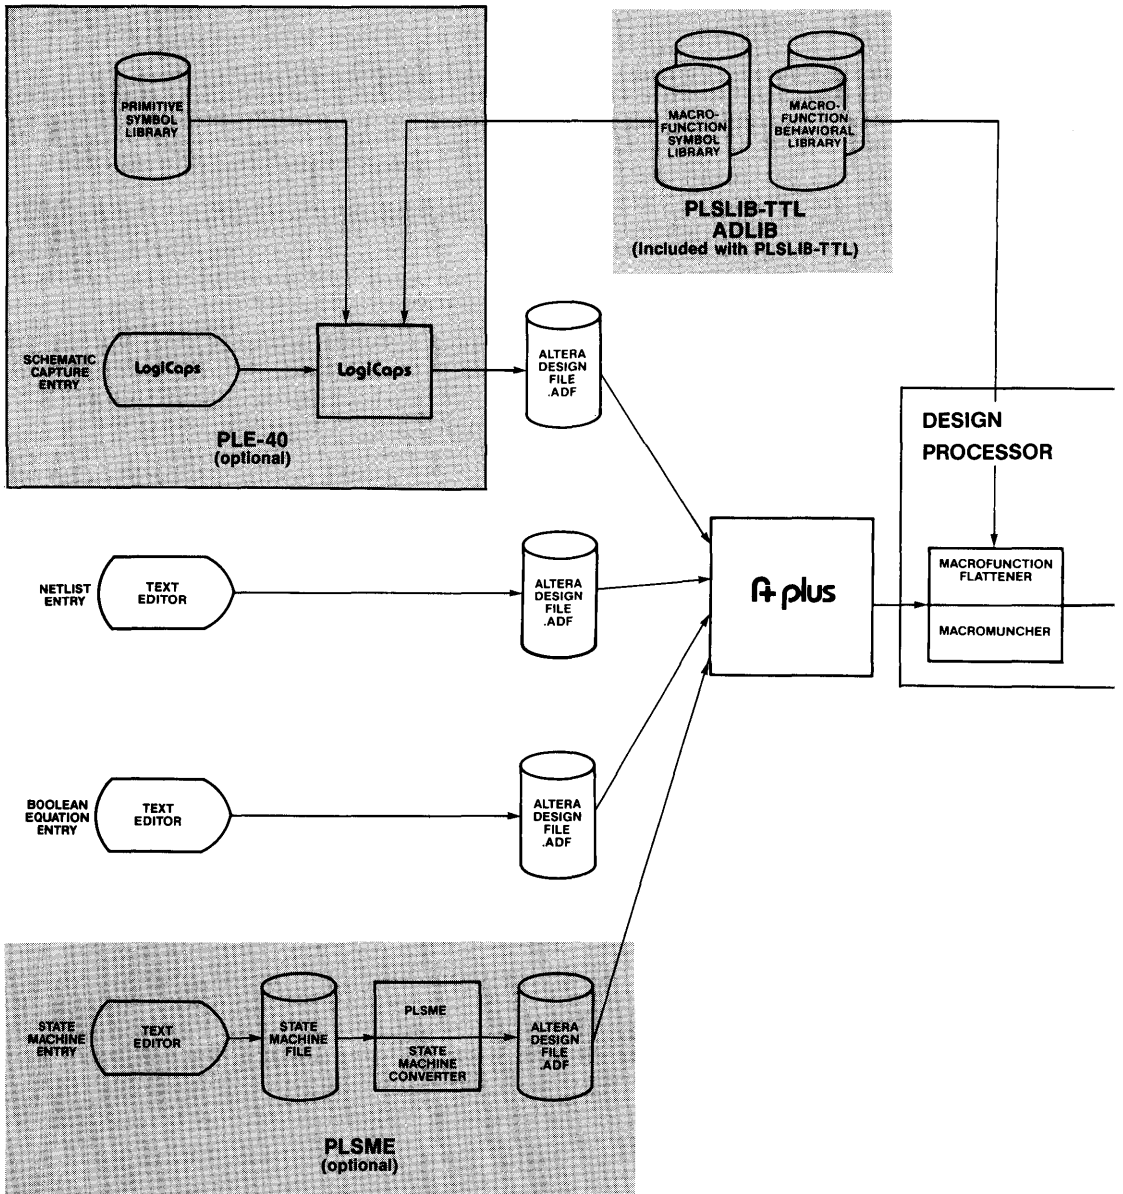 PRIMITIVE
SYMBOL
LIBRARY
MACRO-
FUNCTION
SYMBOL
LIBRARY
MACRO-
FUNCTION
BEHAVIORAL
LIBRARY
PLSLIB-TTL
ADLIB
(included with PLSLIB-TTL)
SCHEMATIC
CAPTURE
ENTRY
LogiCaps
LogiCaps
PLE-40
(optional)
ALTERA
DESIGN
FILE
.ADF
DESIGN
PROCESSOR
NETLIST
ENTRY
TEXT
EDITOR
ALTERA
DESIGN
FILE
.ADF
A+ plus
MACROFUNCTION
FLATTENER
MACROMUNCHER
BOOLEAN
EQUATION
ENTRY
TEXT
EDITOR
ALTERA
DESIGN
FILE
.ADF
STATE
MACHINE
ENTRY
TEXT
EDITOR
STATE
MACHINE
FILE
PLSME
STATE
MACHINE
CONVERTER
ALTERA
DESIGN
FILE
.ADF
PLSME
(optional)